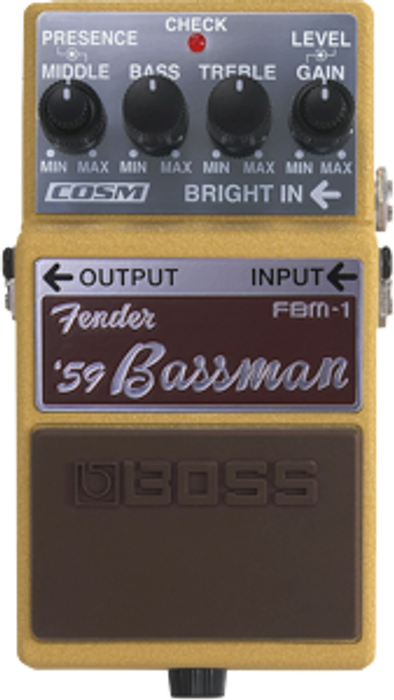 CHECK
PRESENCE LEVEL
MIDDLE BASS TREBLE GAIN
MIN MAX MIN MAX MIN MAX MIN MAX
COSM BRIGHT IN
OUTPUT INPUT
Fender FBM-1
'59 Bassman
BOSS